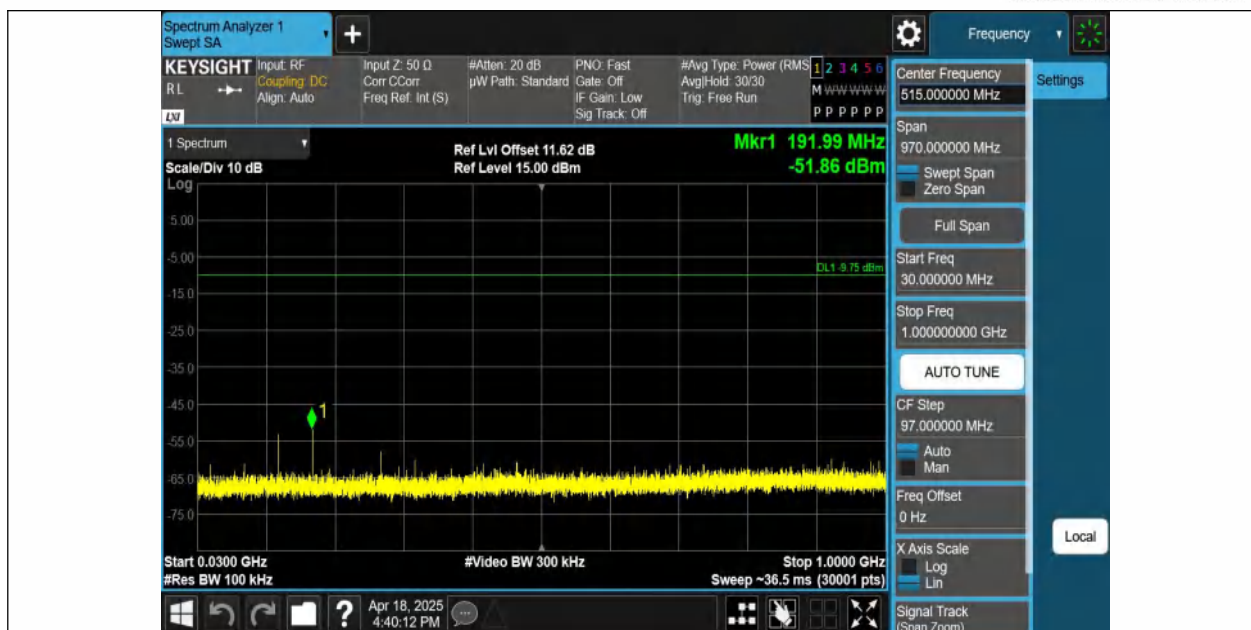 Spectrum Analyzer 1
Swept SA
Frequency
KEYSIGHT
RL
LXI
Input: RF
Coupling: DC
Align: Auto
Input Z: 50 Ω
Corr CCorr
Freq Ref: Int (S)
#Atten: 20 dB
µW Path: Standard
PNO: Fast
Gate: Off
IF Gain: Low
Sig Track: Off
#Avg Type: Power (RMS
Avg|Hold: 30/30
Trig: Free Run
1 2 3 4 5 6
M W W W W W
P P P P P P
1 Spectrum
Scale/Div 10 dB
Log
Ref Lvl Offset 11.62 dB
Ref Level 15.00 dBm
Mkr1 191.99 MHz
-51.86 dBm
5.00
-5.00
DL1 -9.75 dBm
-15.0
-25.0
-35.0
-45.0
1
-55.0
-65.0
-75.0
Start 0.0300 GHz
#Video BW 300 kHz
Stop 1.0000 GHz
#Res BW 100 kHz
Sweep ~36.5 ms (30001 pts)
?
Apr 18, 2025
4:40:12 PM
Center Frequency
515.000000 MHz
Settings
Span
970.000000 MHz
Swept Span
Zero Span
Full Span
Start Freq
30.000000 MHz
Stop Freq
1.000000000 GHz
AUTO TUNE
CF Step
97.000000 MHz
Auto
Man
Freq Offset
0 Hz
Local
X Axis Scale
Log
Lin
Signal Track
(Span Zoom)